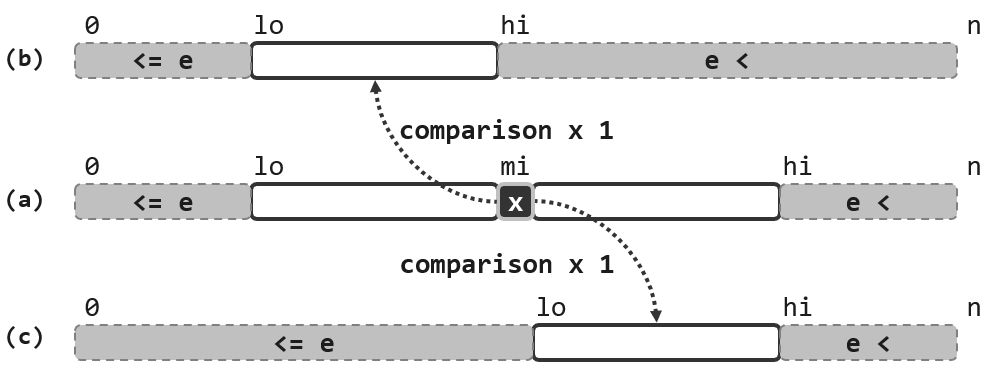 0 lo hi n
(b) <= e e <
comparison x 1
0 lo mi hi n
(a) <= e x e <
comparison x 1
0 lo hi n
(c) <= e e <